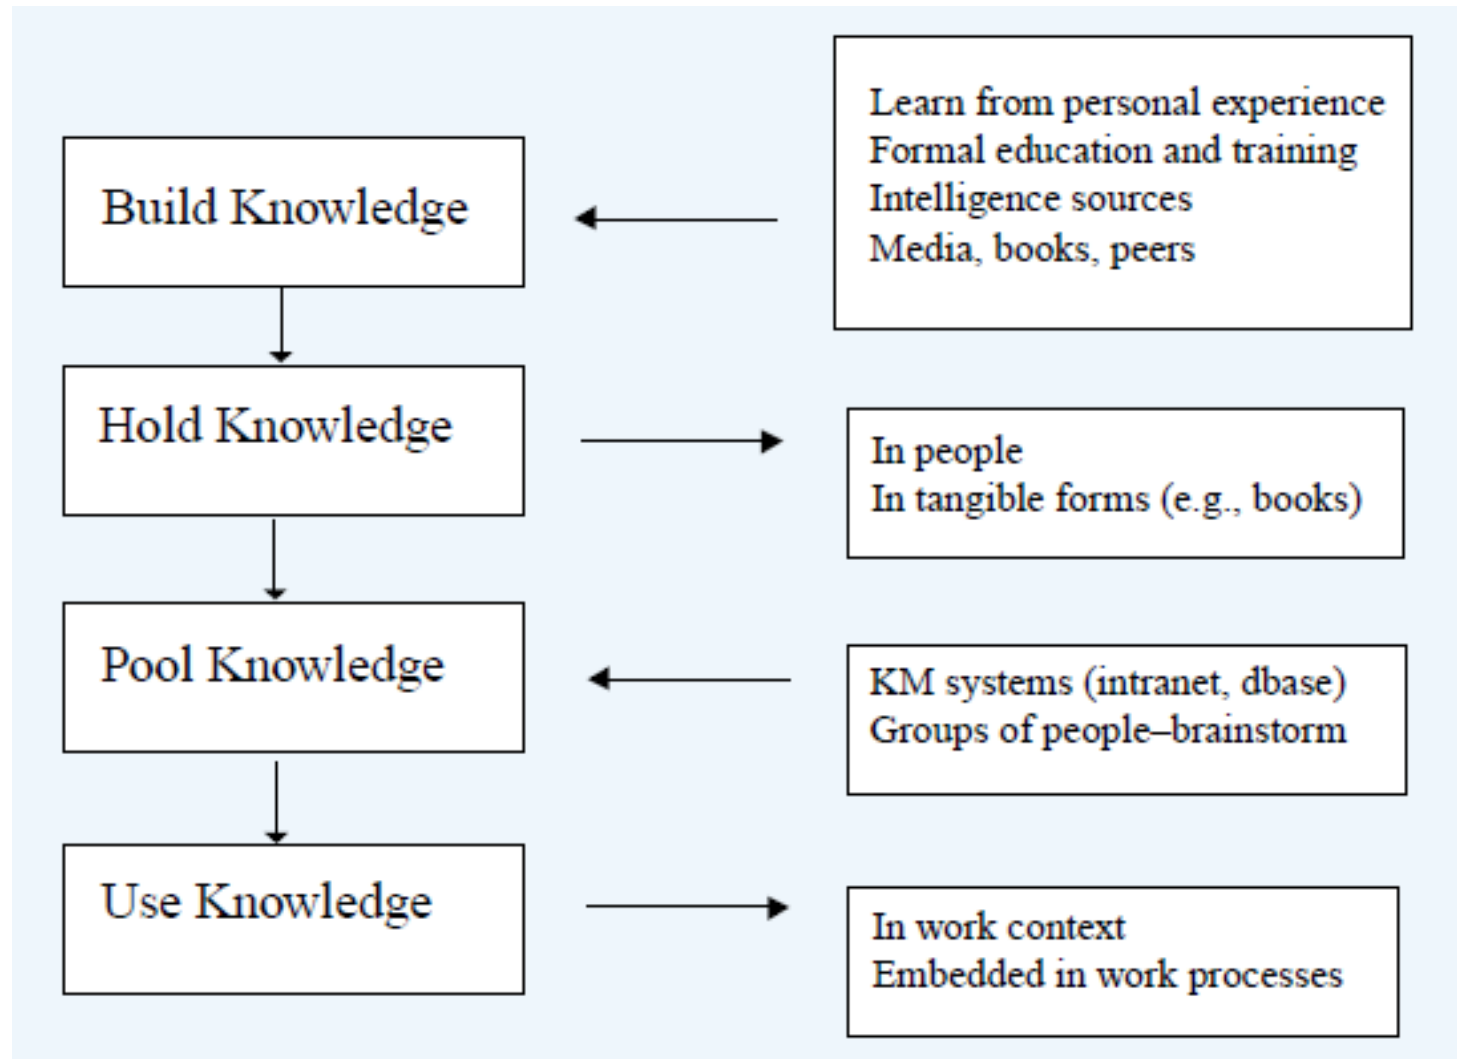 Build Knowledge
Learn from personal experience
Formal education and training
Intelligence sources
Media, books, peers
Hold Knowledge
In people
In tangible forms (e.g., books)
Pool Knowledge
KM systems (intranet, dbase)
Groups of people–brainstorm
Use Knowledge
In work context
Embedded in work processes